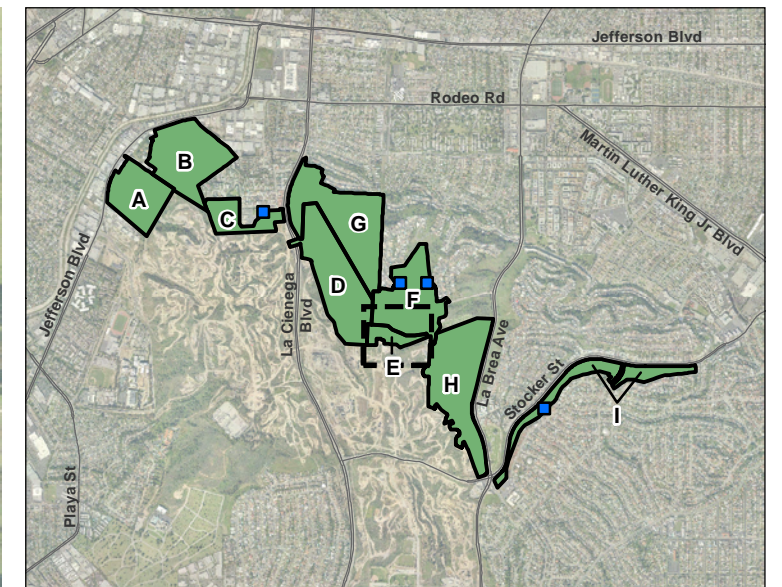 Jefferson Blvd
Rodeo Rd
Martin Luther King Jr Blvd
B
A
C
G
Jefferson Blvd
D
F
La Cienega
Blvd
E
La Brea Ave
H
Stocker St
I
Playa St